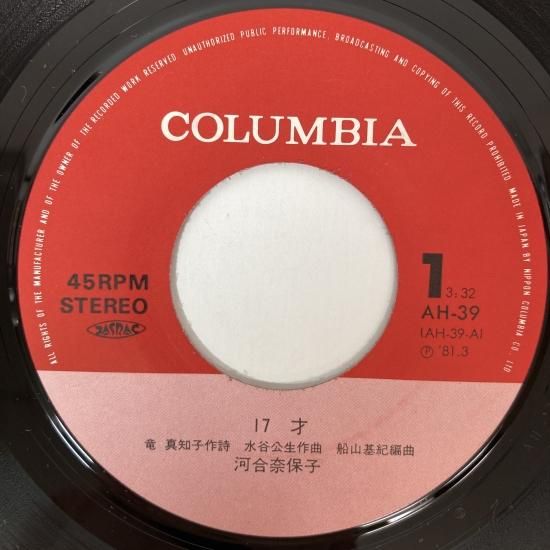 ALL RIGHTS OF THE MANUFACTURER AND OF THE OWNER OF THE RECORDED WORK RESERVED. UNAUTHORIZED PUBLIC PERFORMANCE, BROADCASTING AND COPYING OF THIS RECORD PROHIBITED. MADE IN JAPAN BY NIPPON COLUMBIA CO., LTD.
COLUMBIA
45RPM
STEREO
JASRAC
1 3:32
AH-39
(AH-39-A)
Ⓟ '81.3
17 才
竜 真知子作詩 水谷公生作曲 船山基紀編曲
河合奈保子